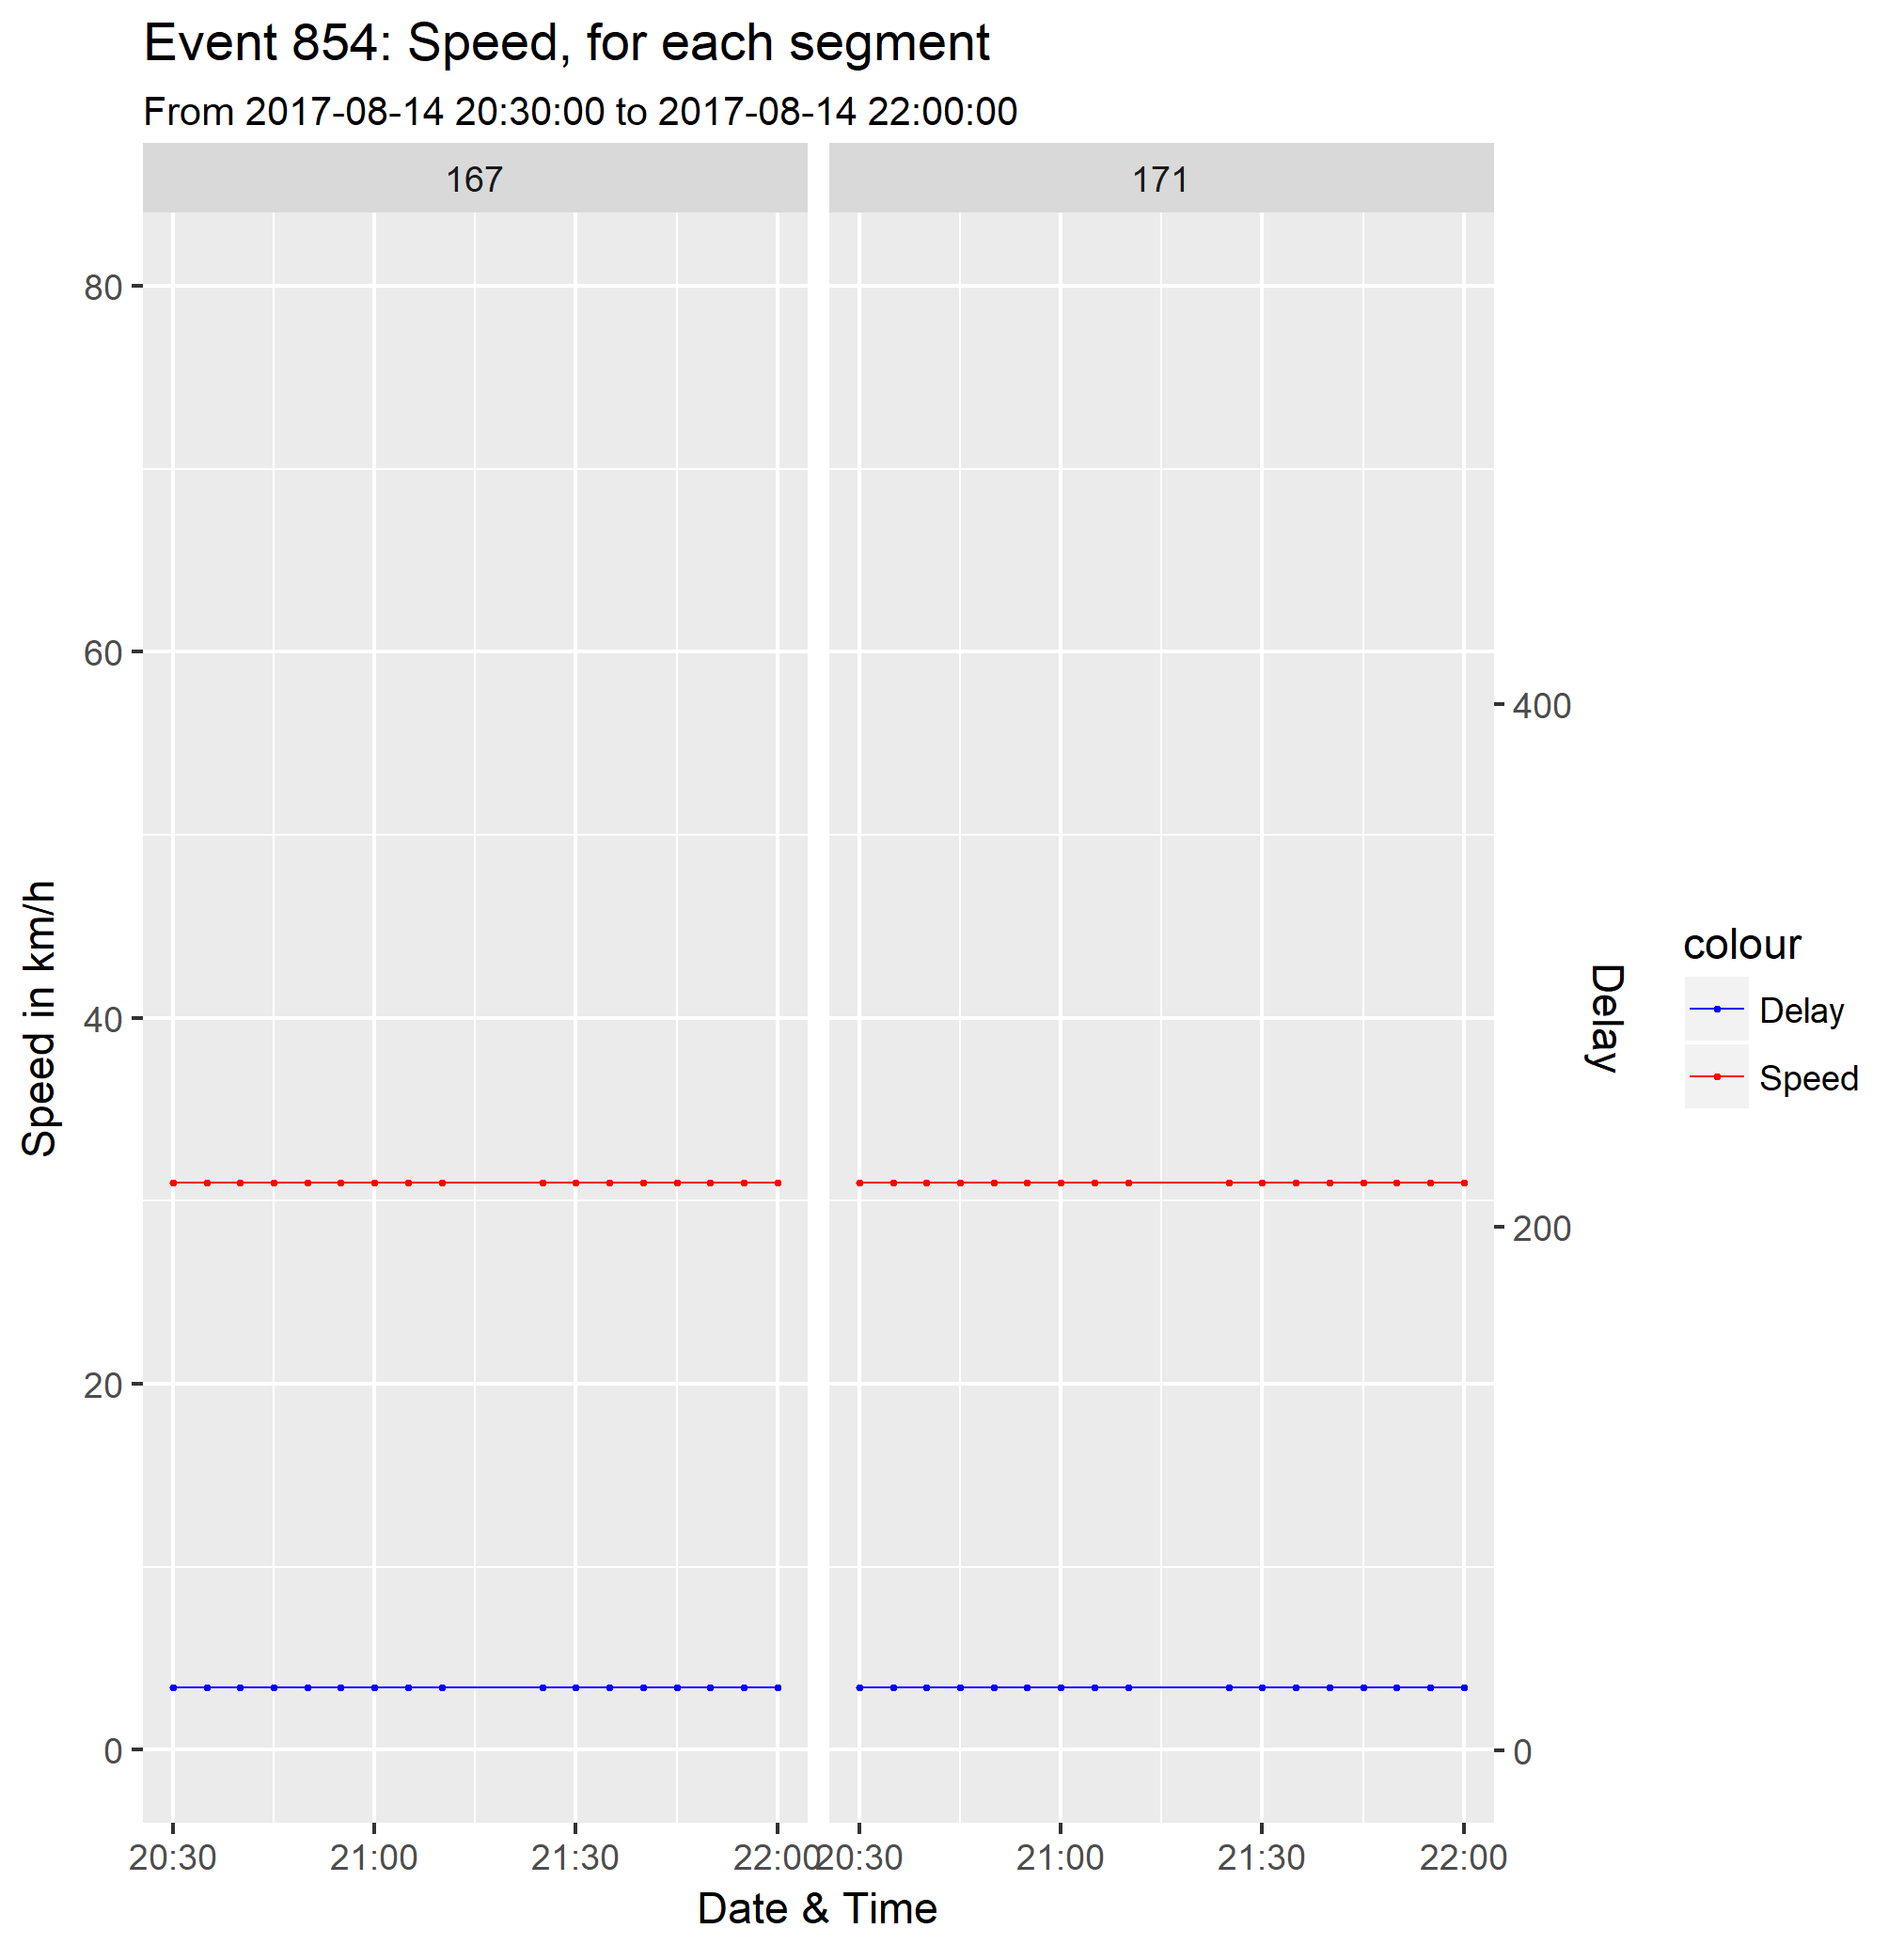 Event 854: Speed, for each segment
From 2017-08-14 20:30:00 to 2017-08-14 22:00:00
167 171
80
60
40
20
0
Speed in km/h
400
200
0
Delay
colour
Delay
Speed
20:30 21:00 21:30 22:00 20:30 21:00 21:30 22:00
Date & Time